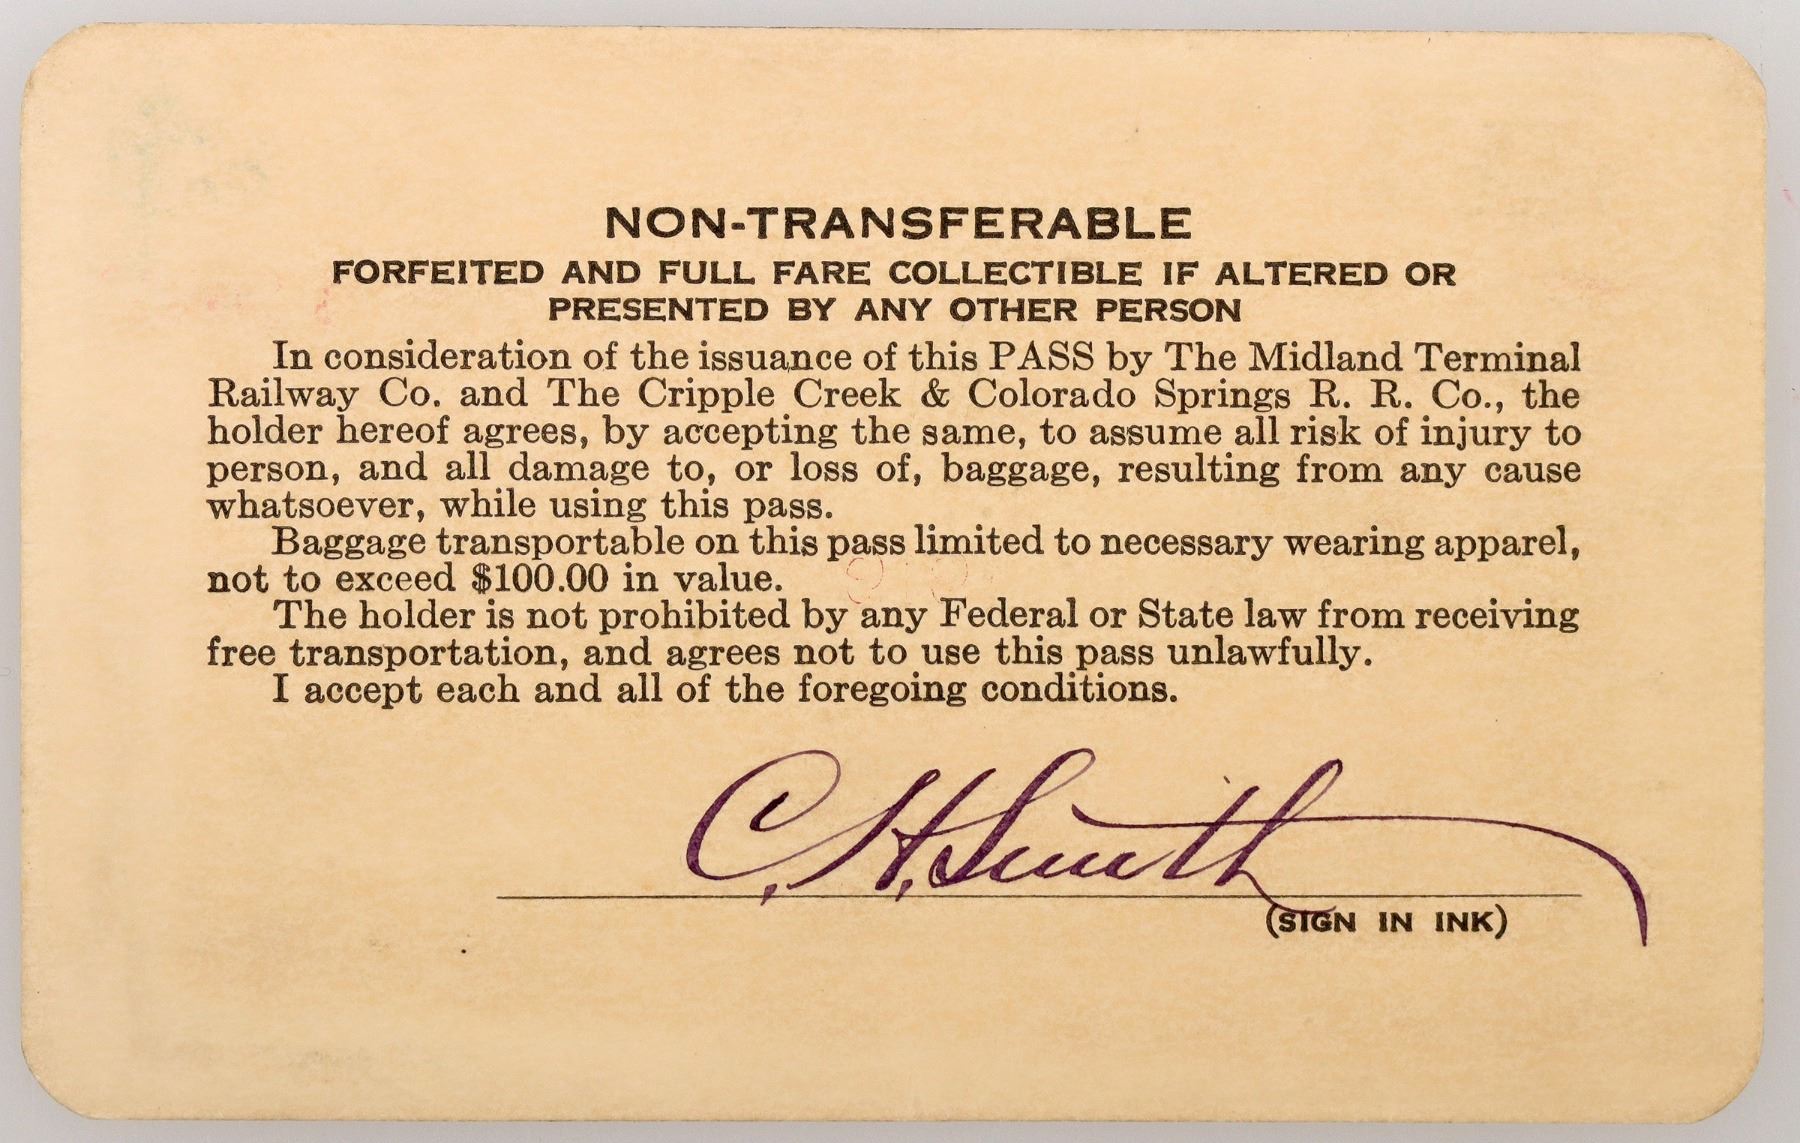 NON-TRANSFERABLE
FORFEITED AND FULL FARE COLLECTIBLE IF ALTERED OR
PRESENTED BY ANY OTHER PERSON
In consideration of the issuance of this PASS by The Midland Terminal
Railway Co. and The Cripple Creek & Colorado Springs R. R. Co., the
holder hereof agrees, by accepting the same, to assume all risk of injury to
person, and all damage to, or loss of, baggage, resulting from any cause
whatsoever, while using this pass.
Baggage transportable on this pass limited to necessary wearing apparel,
not to exceed $100.00 in value.
The holder is not prohibited by any Federal or State law from receiving
free transportation, and agrees not to use this pass unlawfully.
I accept each and all of the foregoing conditions.
C. H. Smith
(SIGN IN INK)